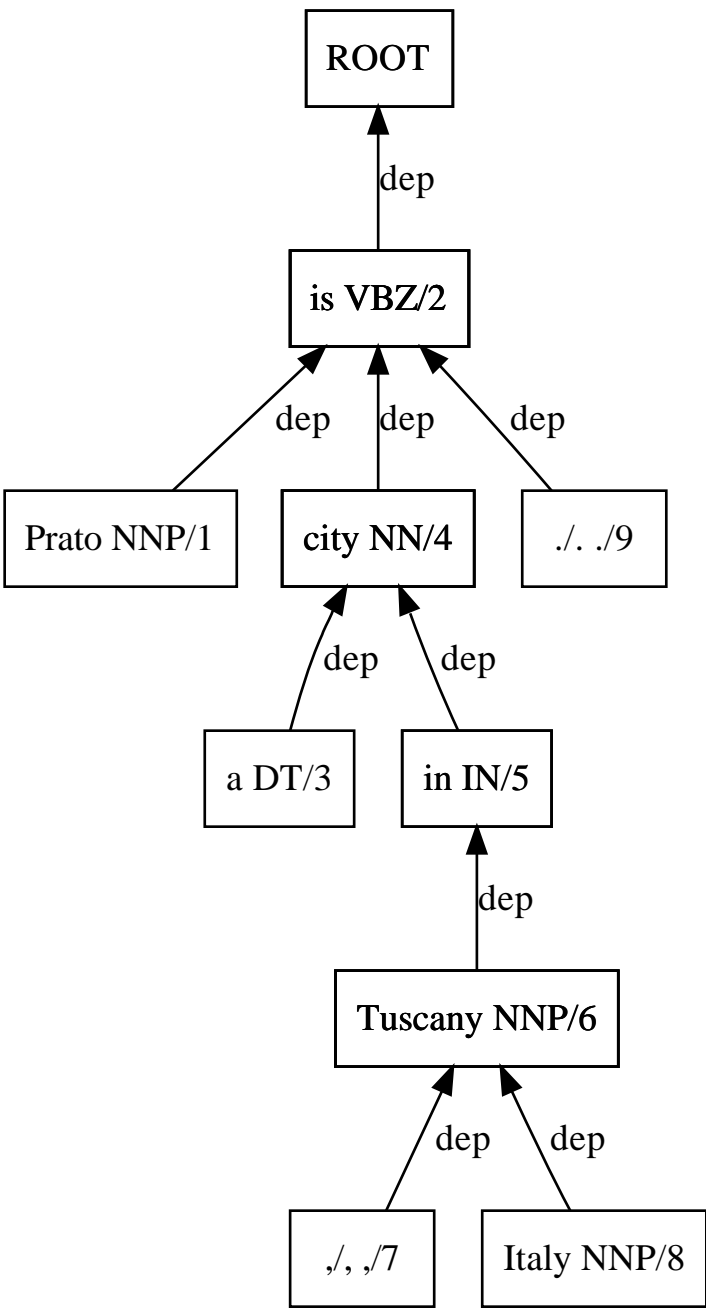 ROOT
dep
is VBZ/2
dep dep dep
Prato NNP/1 city NN/4 ./. ./9
dep dep
a DT/3 in IN/5
dep
Tuscany NNP/6
dep dep
,/, ,/7 Italy NNP/8